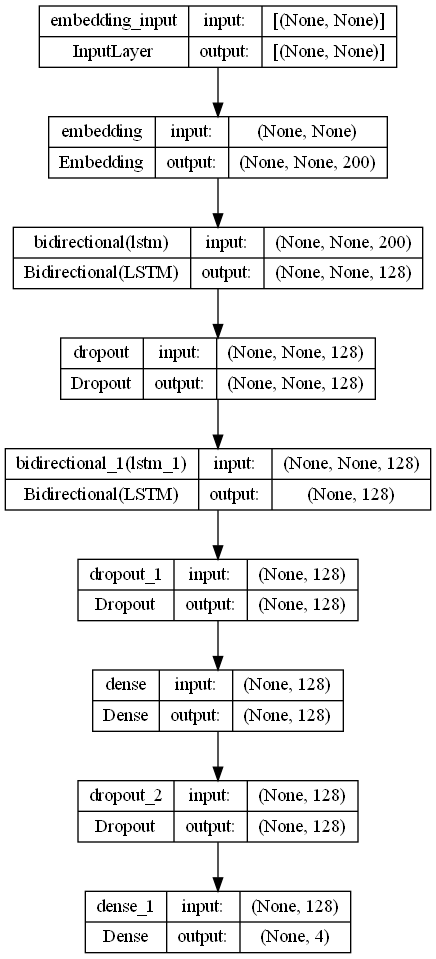 embedding_input input: [(None, None)]
InputLayer output: [(None, None)]
embedding input: (None, None)
Embedding output: (None, None, 200)
bidirectional(lstm) input: (None, None, 200)
Bidirectional(LSTM) output: (None, None, 128)
dropout input: (None, None, 128)
Dropout output: (None, None, 128)
bidirectional_1(lstm_1) input: (None, None, 128)
Bidirectional(LSTM) output: (None, 128)
dropout_1 input: (None, 128)
Dropout output: (None, 128)
dense input: (None, 128)
Dense output: (None, 128)
dropout_2 input: (None, 128)
Dropout output: (None, 128)
dense_1 input: (None, 128)
Dense output: (None, 4)